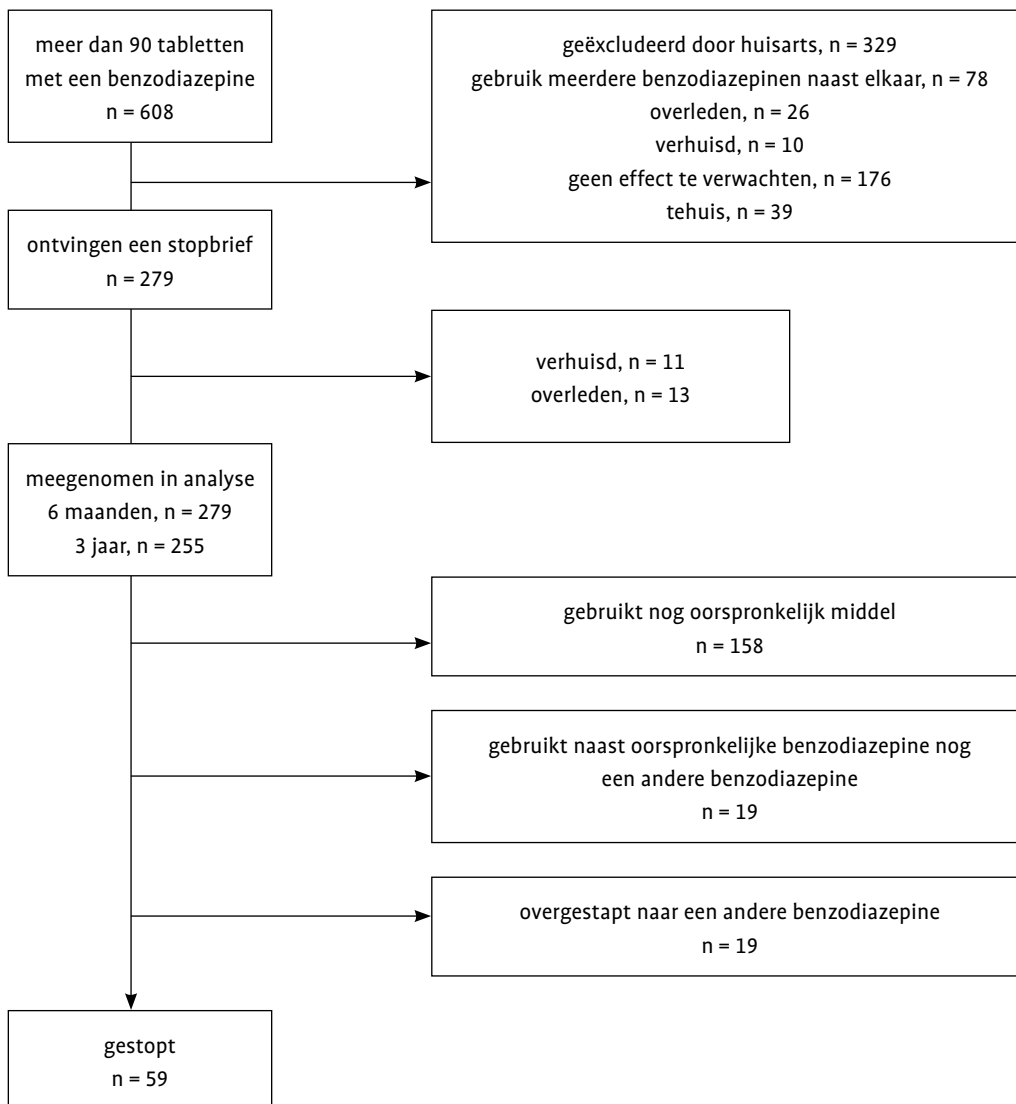 meer dan 90 tabletten
met een benzodiazepine
n = 608
geëxcludeerd door huisarts, n = 329
gebruik meerdere benzodiazepinen naast elkaar, n = 78
overleden, n = 26
verhuisd, n = 10
geen effect te verwachten, n = 176
tehuis, n = 39
ontvingen een stopbrief
n = 279
verhuisd, n = 11
overleden, n = 13
meegenomen in analyse
6 maanden, n = 279
3 jaar, n = 255
gebruikt nog oorspronkelijk middel
n = 158
gebruikt naast oorspronkelijke benzodiazepine nog
een andere benzodiazepine
n = 19
overgestapt naar een andere benzodiazepine
n = 19
gestopt
n = 59